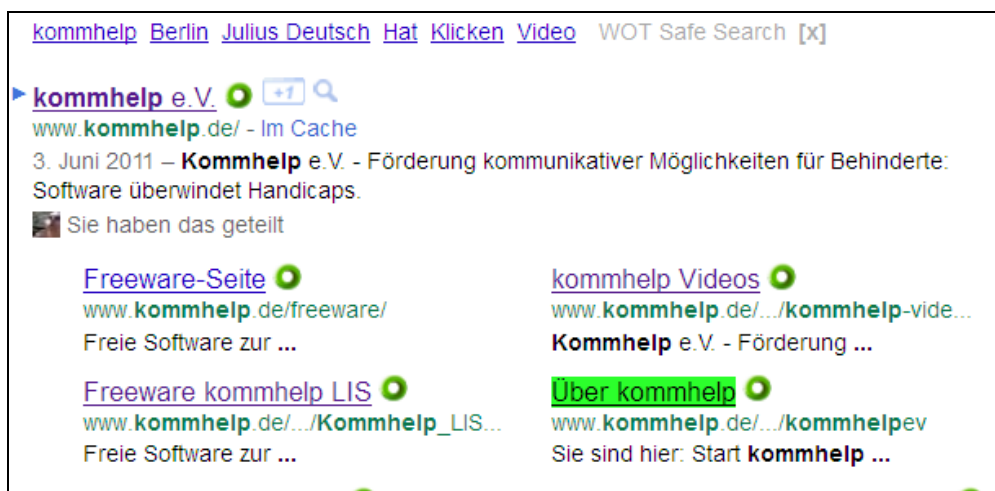 kommhelp Berlin Julius Deutsch Hat Klicken Video WOT Safe Search [x]
kommhelp e.V. +1
www.kommhelp.de/ - Im Cache
3. Juni 2011 – Kommhelp e.V. - Förderung kommunikativer Möglichkeiten für Behinderte:
Software überwindet Handicaps.
Sie haben das geteilt
Freeware-Seite
www.kommhelp.de/freeware/
Freie Software zur ...
kommhelp Videos
www.kommhelp.de/.../kommhelp-vide...
Kommhelp e.V. - Förderung ...
Freeware kommhelp LIS
www.kommhelp.de/.../Kommhelp_LIS...
Freie Software zur ...
Über kommhelp
www.kommhelp.de/.../kommhelpev
Sie sind hier: Start kommhelp ...